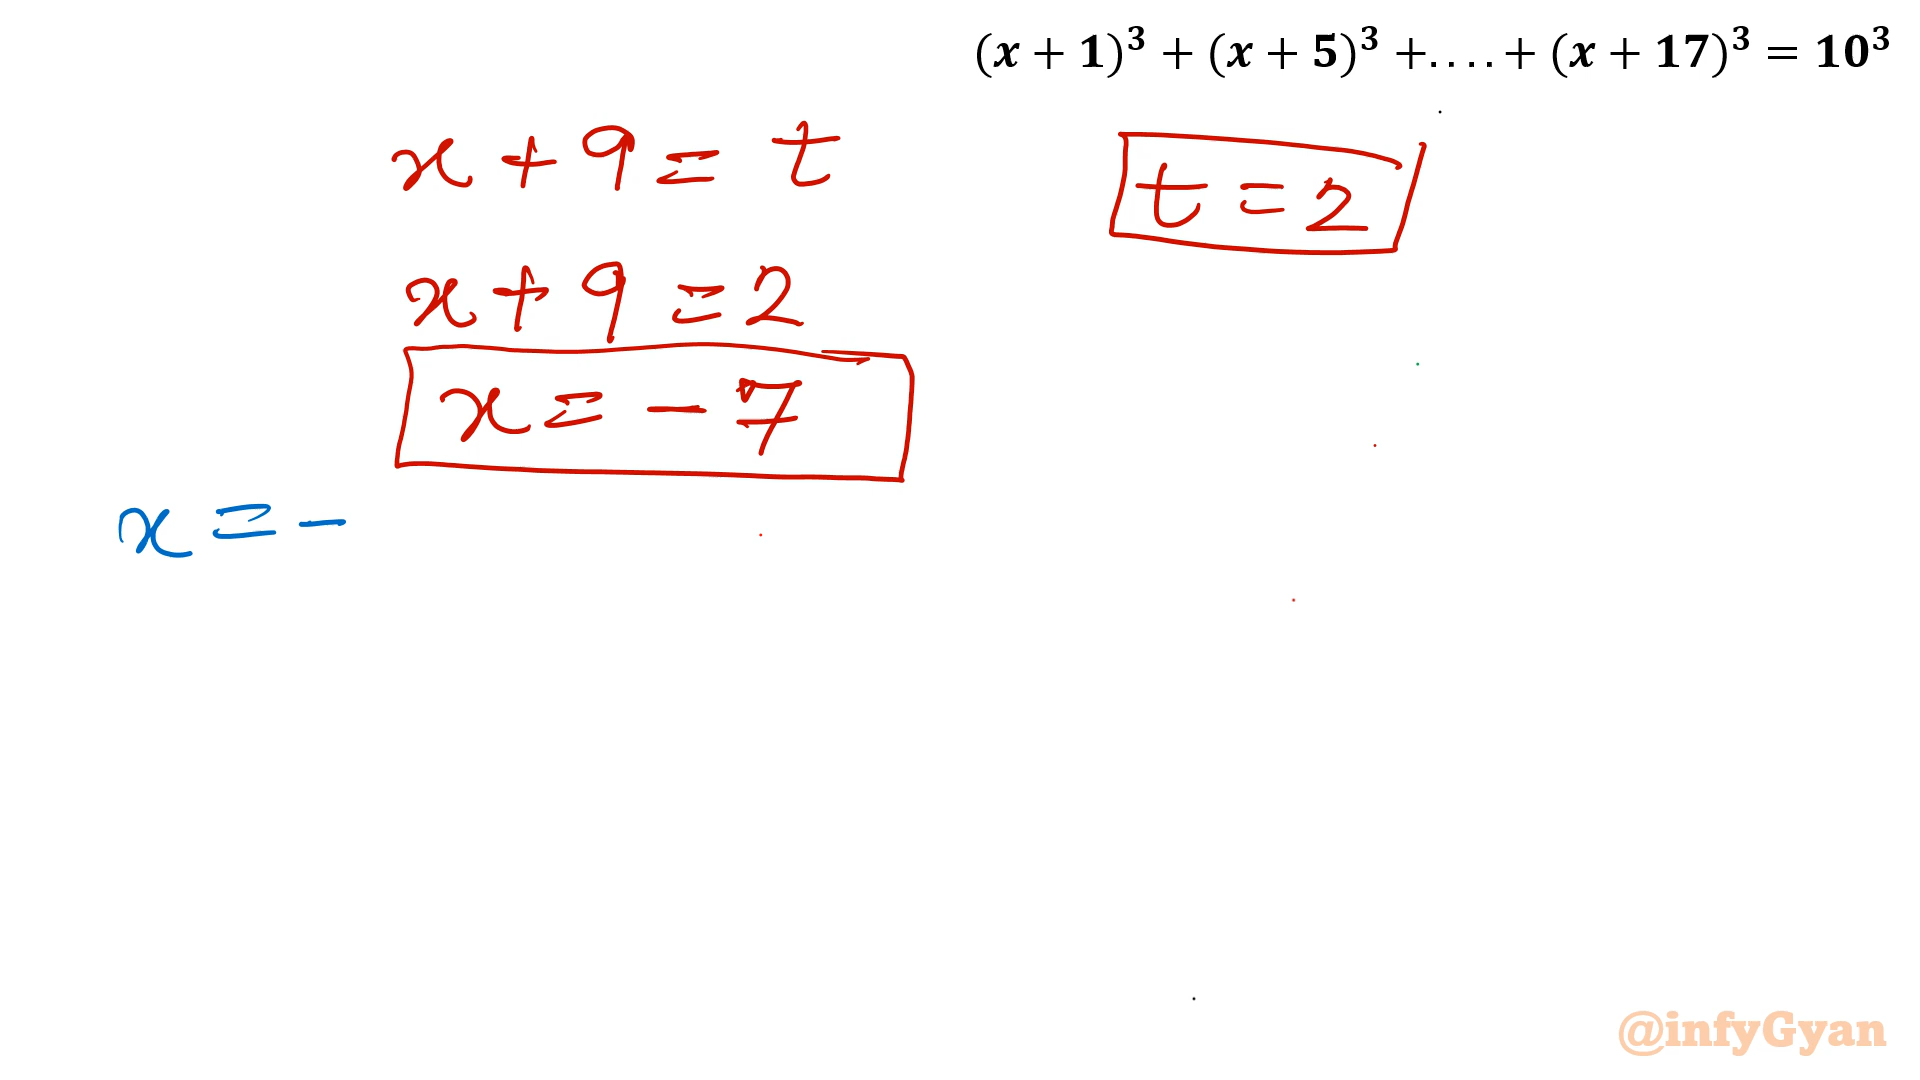 (x + 1)³ + (x + 5)³ +....+ (x + 17)³ = 10³
x + 9 = t
t = 2
x + 9 = 2
x = - 7
x = -
@infyGyan